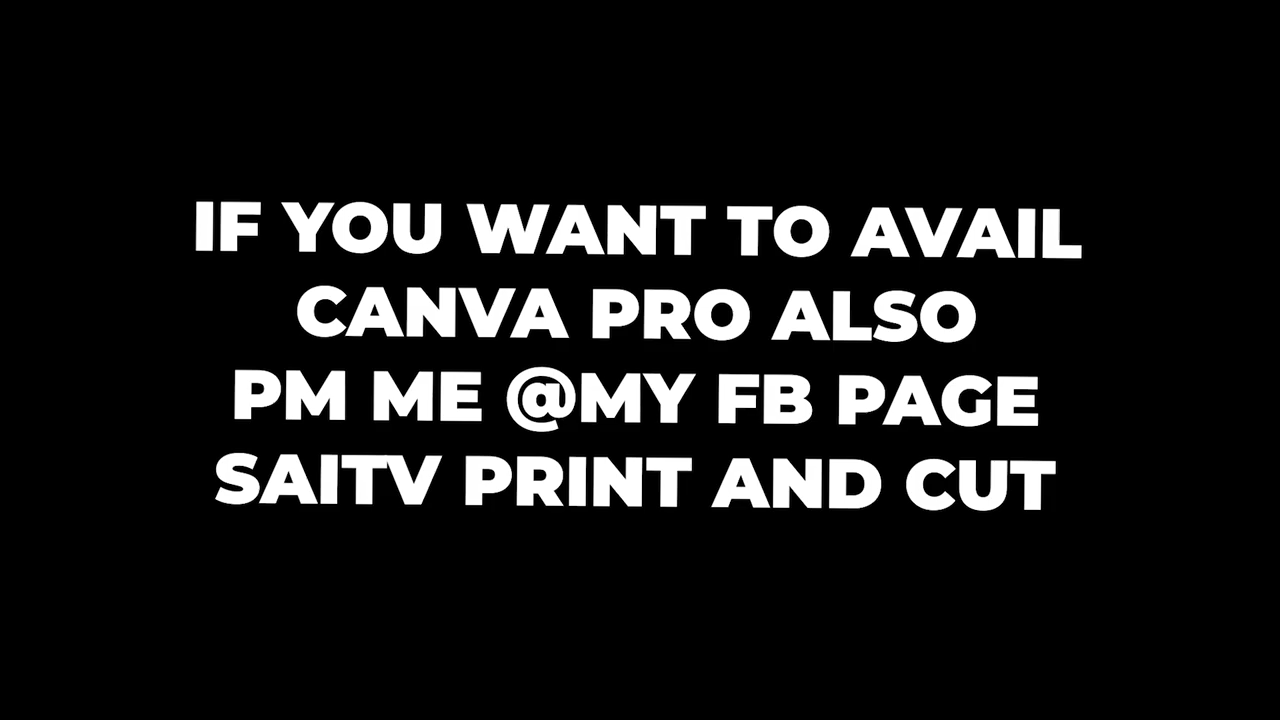 IF YOU WANT TO AVAIL
CANVA PRO ALSO
PM ME @MY FB PAGE
SAITV PRINT AND CUT